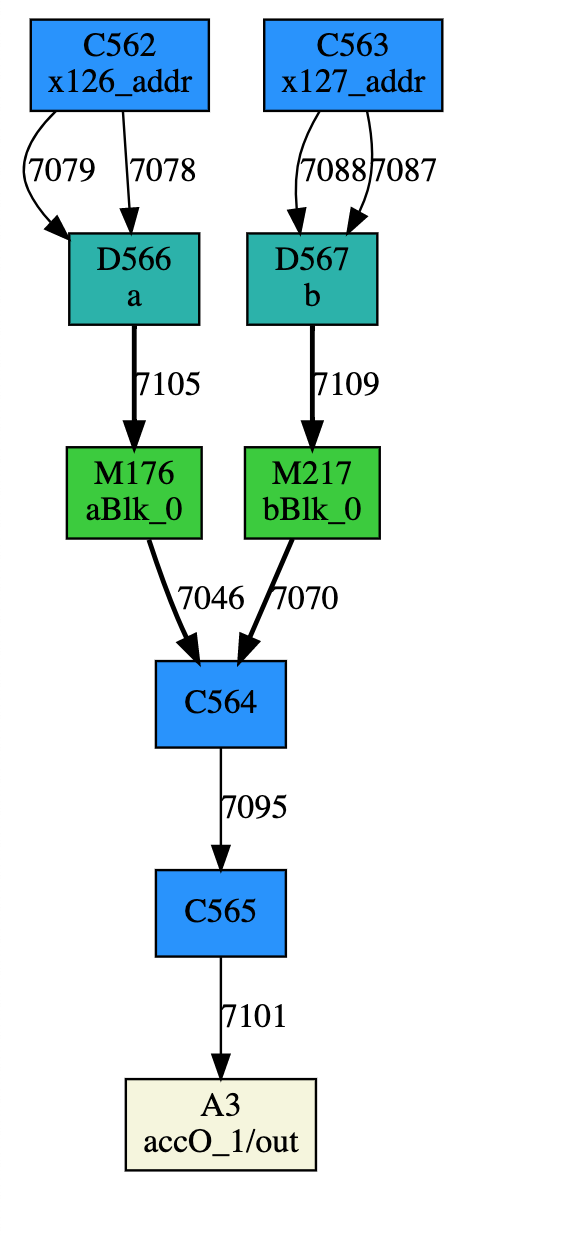 C562
x126_addr
C563
x127_addr
7079
7078
7088
7087
D566
a
D567
b
7105
7109
M176
aBlk_0
M217
bBlk_0
7046
7070
C564
7095
C565
7101
A3
accO_1/out